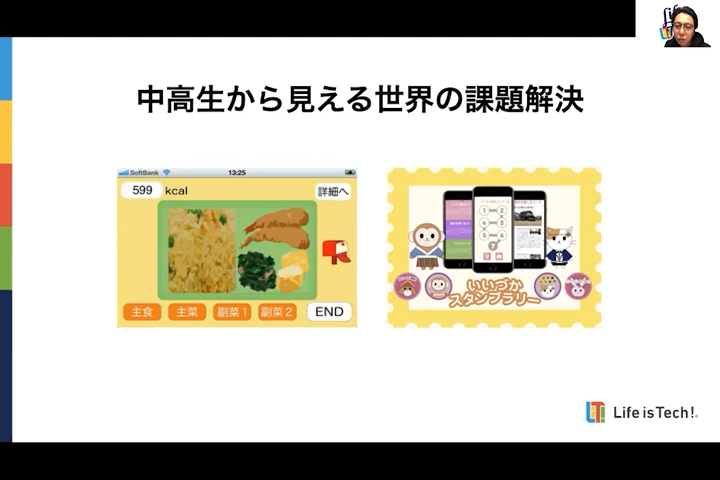 中高生から見える世界の課題解決
SoftBank 13:25
599 kcal 詳細へ
主食 主菜 副菜1 副菜2 END
いいづか
スタンプラリー
Life is Tech!